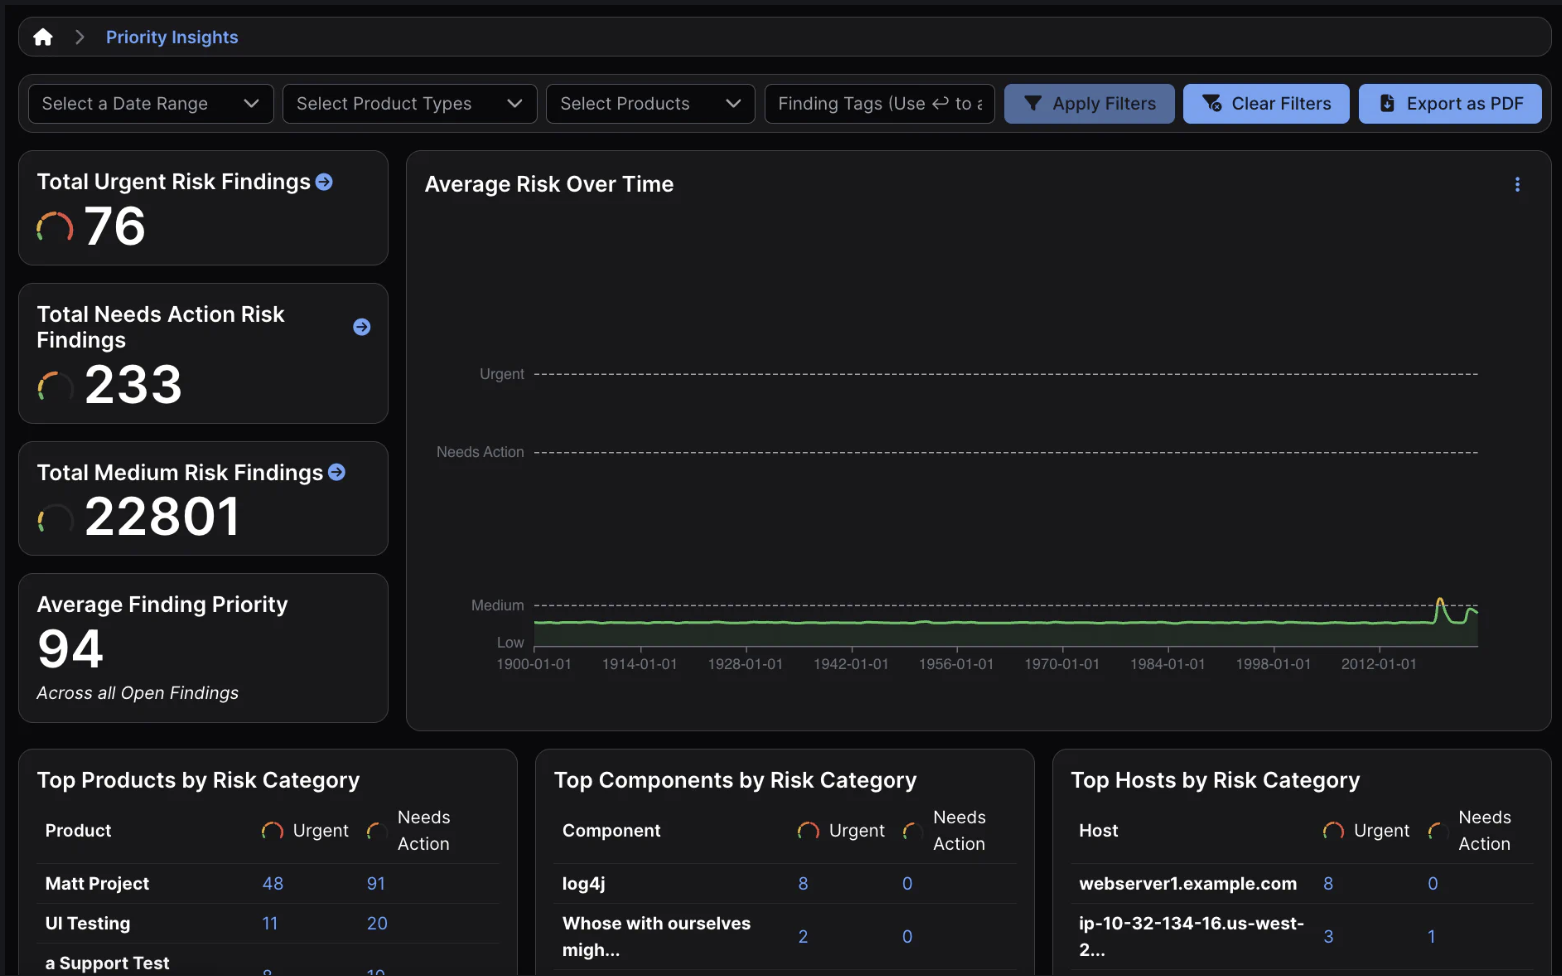 Priority Insights
Select a Date Range
Select Product Types
Select Products
Finding Tags (Use ↩ to a
Apply Filters
Clear Filters
Export as PDF
Total Urgent Risk Findings
76
Total Needs Action Risk
Findings
233
Total Medium Risk Findings
22801
Average Finding Priority
94
Across all Open Findings
Average Risk Over Time
Urgent
Needs Action
Medium
Low
1900-01-01 1914-01-01 1928-01-01 1942-01-01 1956-01-01 1970-01-01 1984-01-01 1998-01-01 2012-01-01
Top Products by Risk Category
Product Urgent Needs
Action
Matt Project 48 91
UI Testing 11 20
a Support Test 8 10
Top Components by Risk Category
Component Urgent Needs
Action
log4j 8 0
Whose with ourselves
migh... 2 0
Top Hosts by Risk Category
Host Urgent Needs
Action
webserver1.example.com 8 0
ip-10-32-134-16.us-west-
2... 3 1